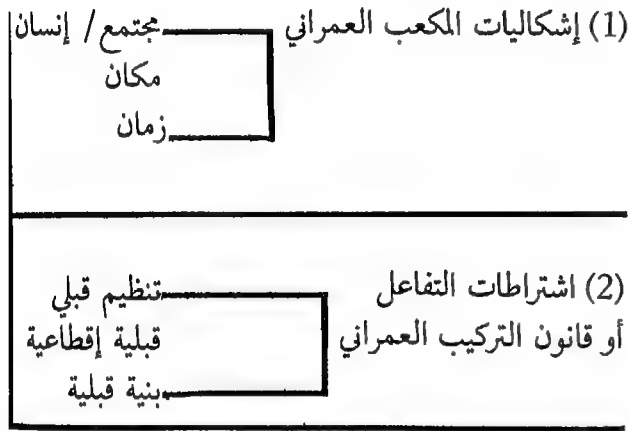 (1) إشكاليات المكعب العمراني
مجتمع / إنسان
مكان
زمان
(2) اشتراطات التفاعل
أو قانون التركيب العمراني
تنظيم قبلي
قبلية إقطاعية
بنية قبلية